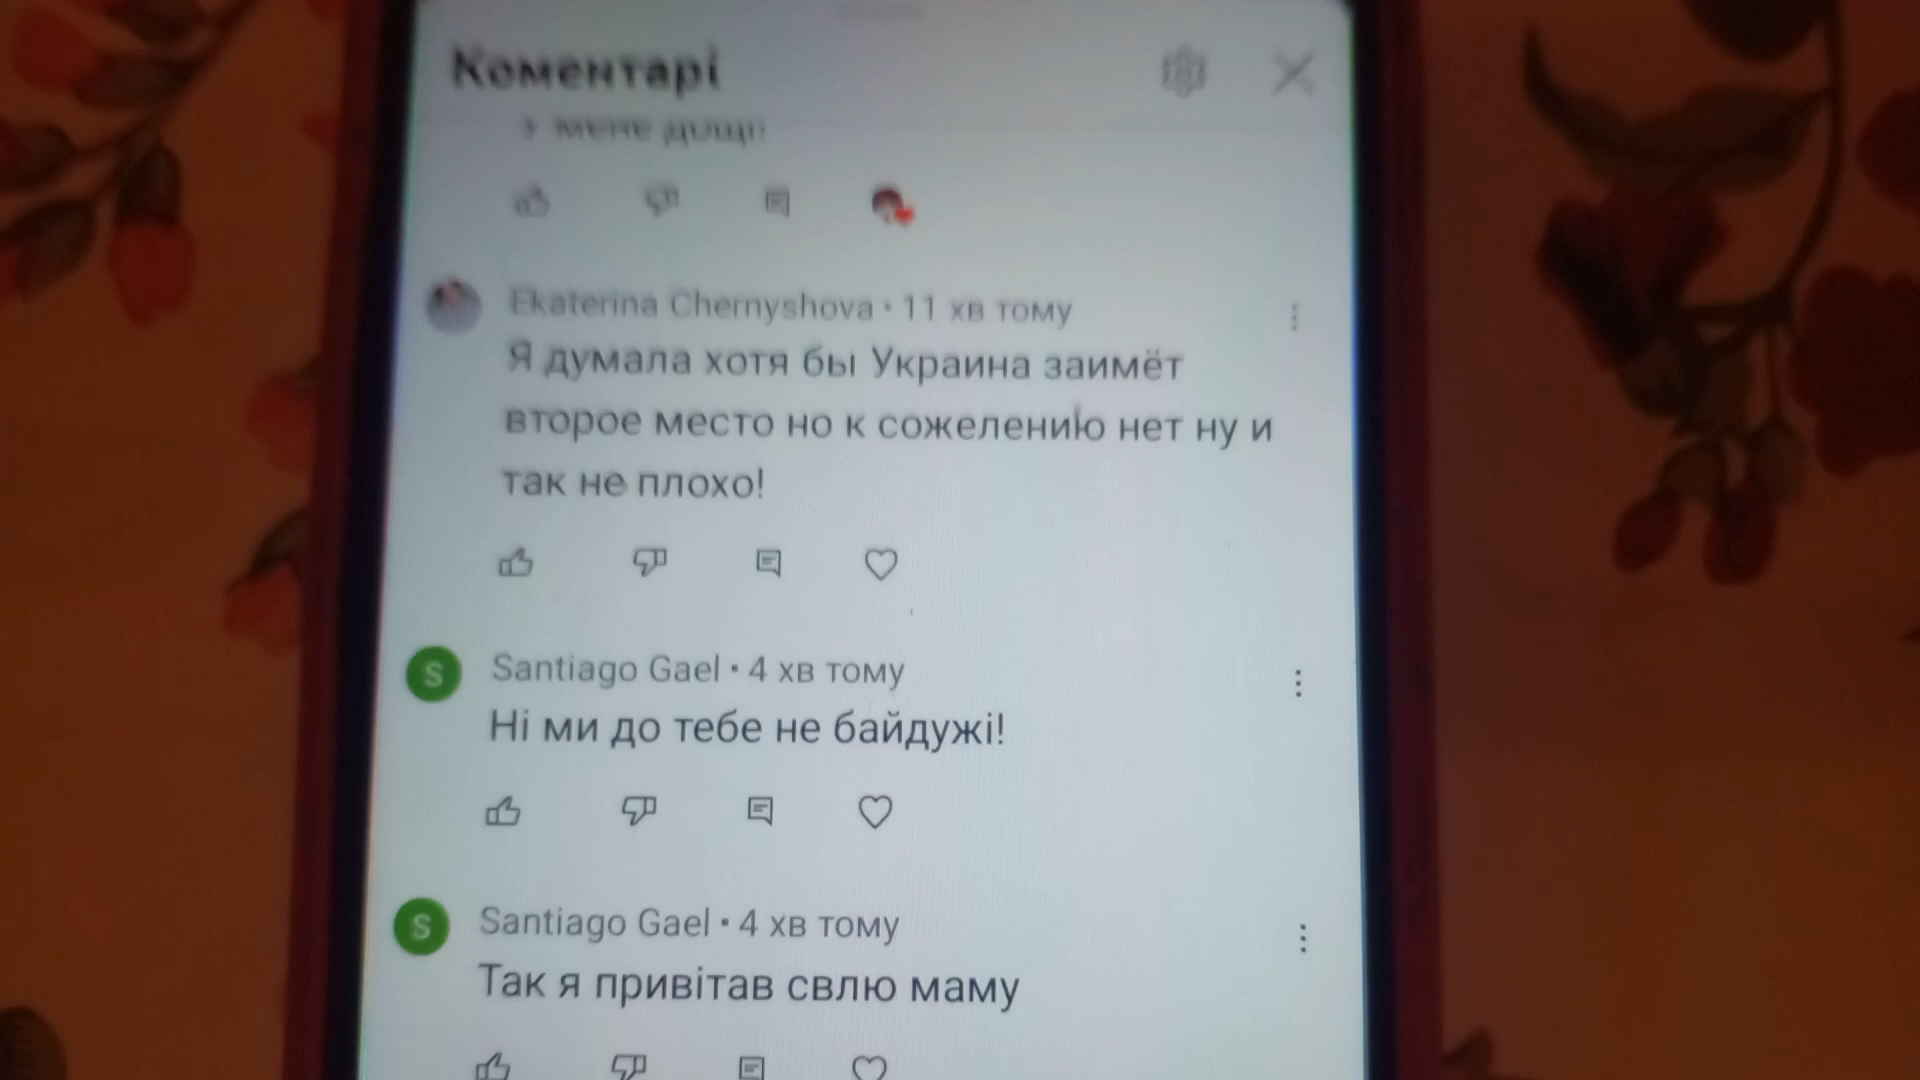 Коментарі
у мене дощ
Ekaterina Chernyshova • 11 хв тому
Я думала хотя бы Украина заимёт
второе место но к сожелению нет ну и
так не плохо!
S Santiago Gael • 4 хв тому
Ні ми до тебе не байдужі!
S Santiago Gael • 4 хв тому
Так я привітав свлю маму